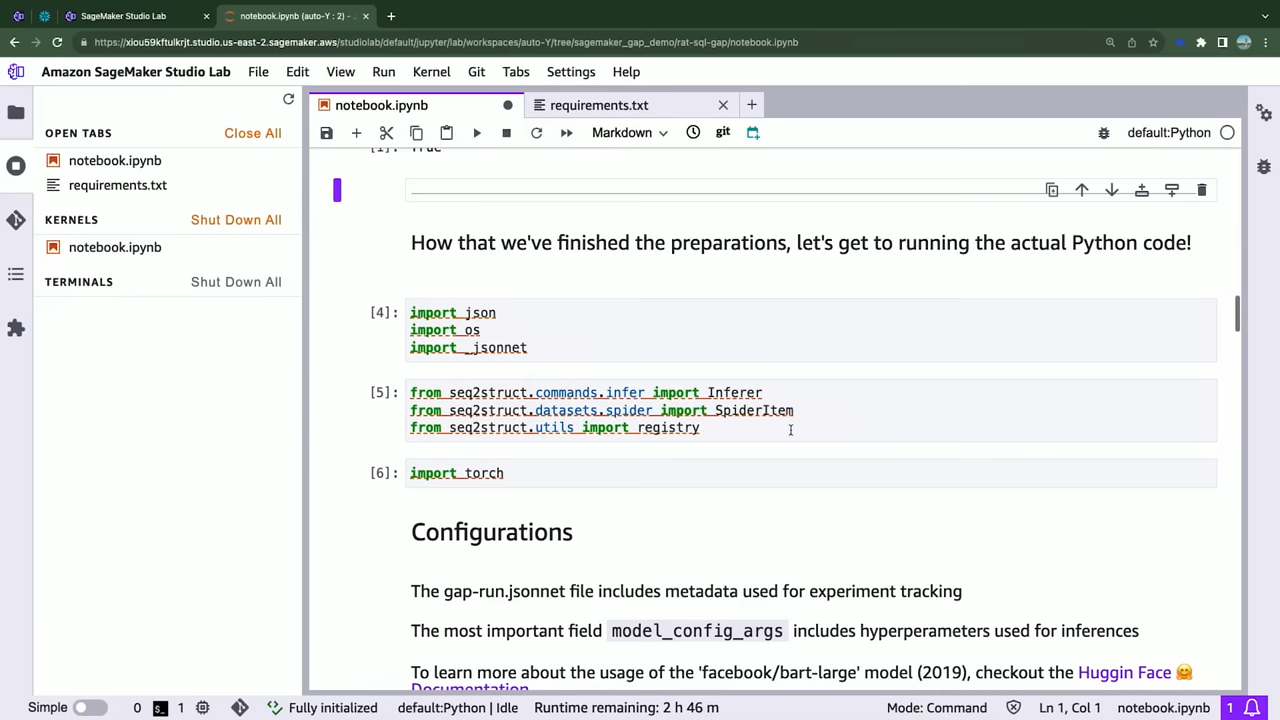 SageMaker Studio Lab
notebook.ipynb (auto-Y : 2) -
https://xiou59kftulkrjt.studio.us-east-2.sagemaker.aws/studiolab/default/jupyter/lab/workspaces/auto-Y/tree/sagemaker_gap_demo/rat-sql-gap/notebook.ipynb
Amazon SageMaker Studio Lab File Edit View Run Kernel Git Tabs Settings Help
notebook.ipynb requirements.txt
OPEN TABS Close All
notebook.ipynb
requirements.txt
KERNELS Shut Down All
notebook.ipynb
TERMINALS Shut Down All
Markdown git default:Python
[1]: True
How that we've finished the preparations, let's get to running the actual Python code!
[4]: import json
import os
import _jsonnet
[5]: from seq2struct.commands.infer import Inferer
from seq2struct.datasets.spider import SpiderItem
from seq2struct.utils import registry
[6]: import torch
Configurations
The gap-run.jsonnet file includes metadata used for experiment tracking
The most important field model_config_args includes hyperperameters used for inferences
To learn more about the usage of the 'facebook/bart-large' model (2019), checkout the Huggin Face 🤗
Documentation
Simple 0 $_ 1 Fully initialized default:Python | Idle Runtime remaining: 2 h 46 m Mode: Command Ln 1, Col 1 notebook.ipynb 1